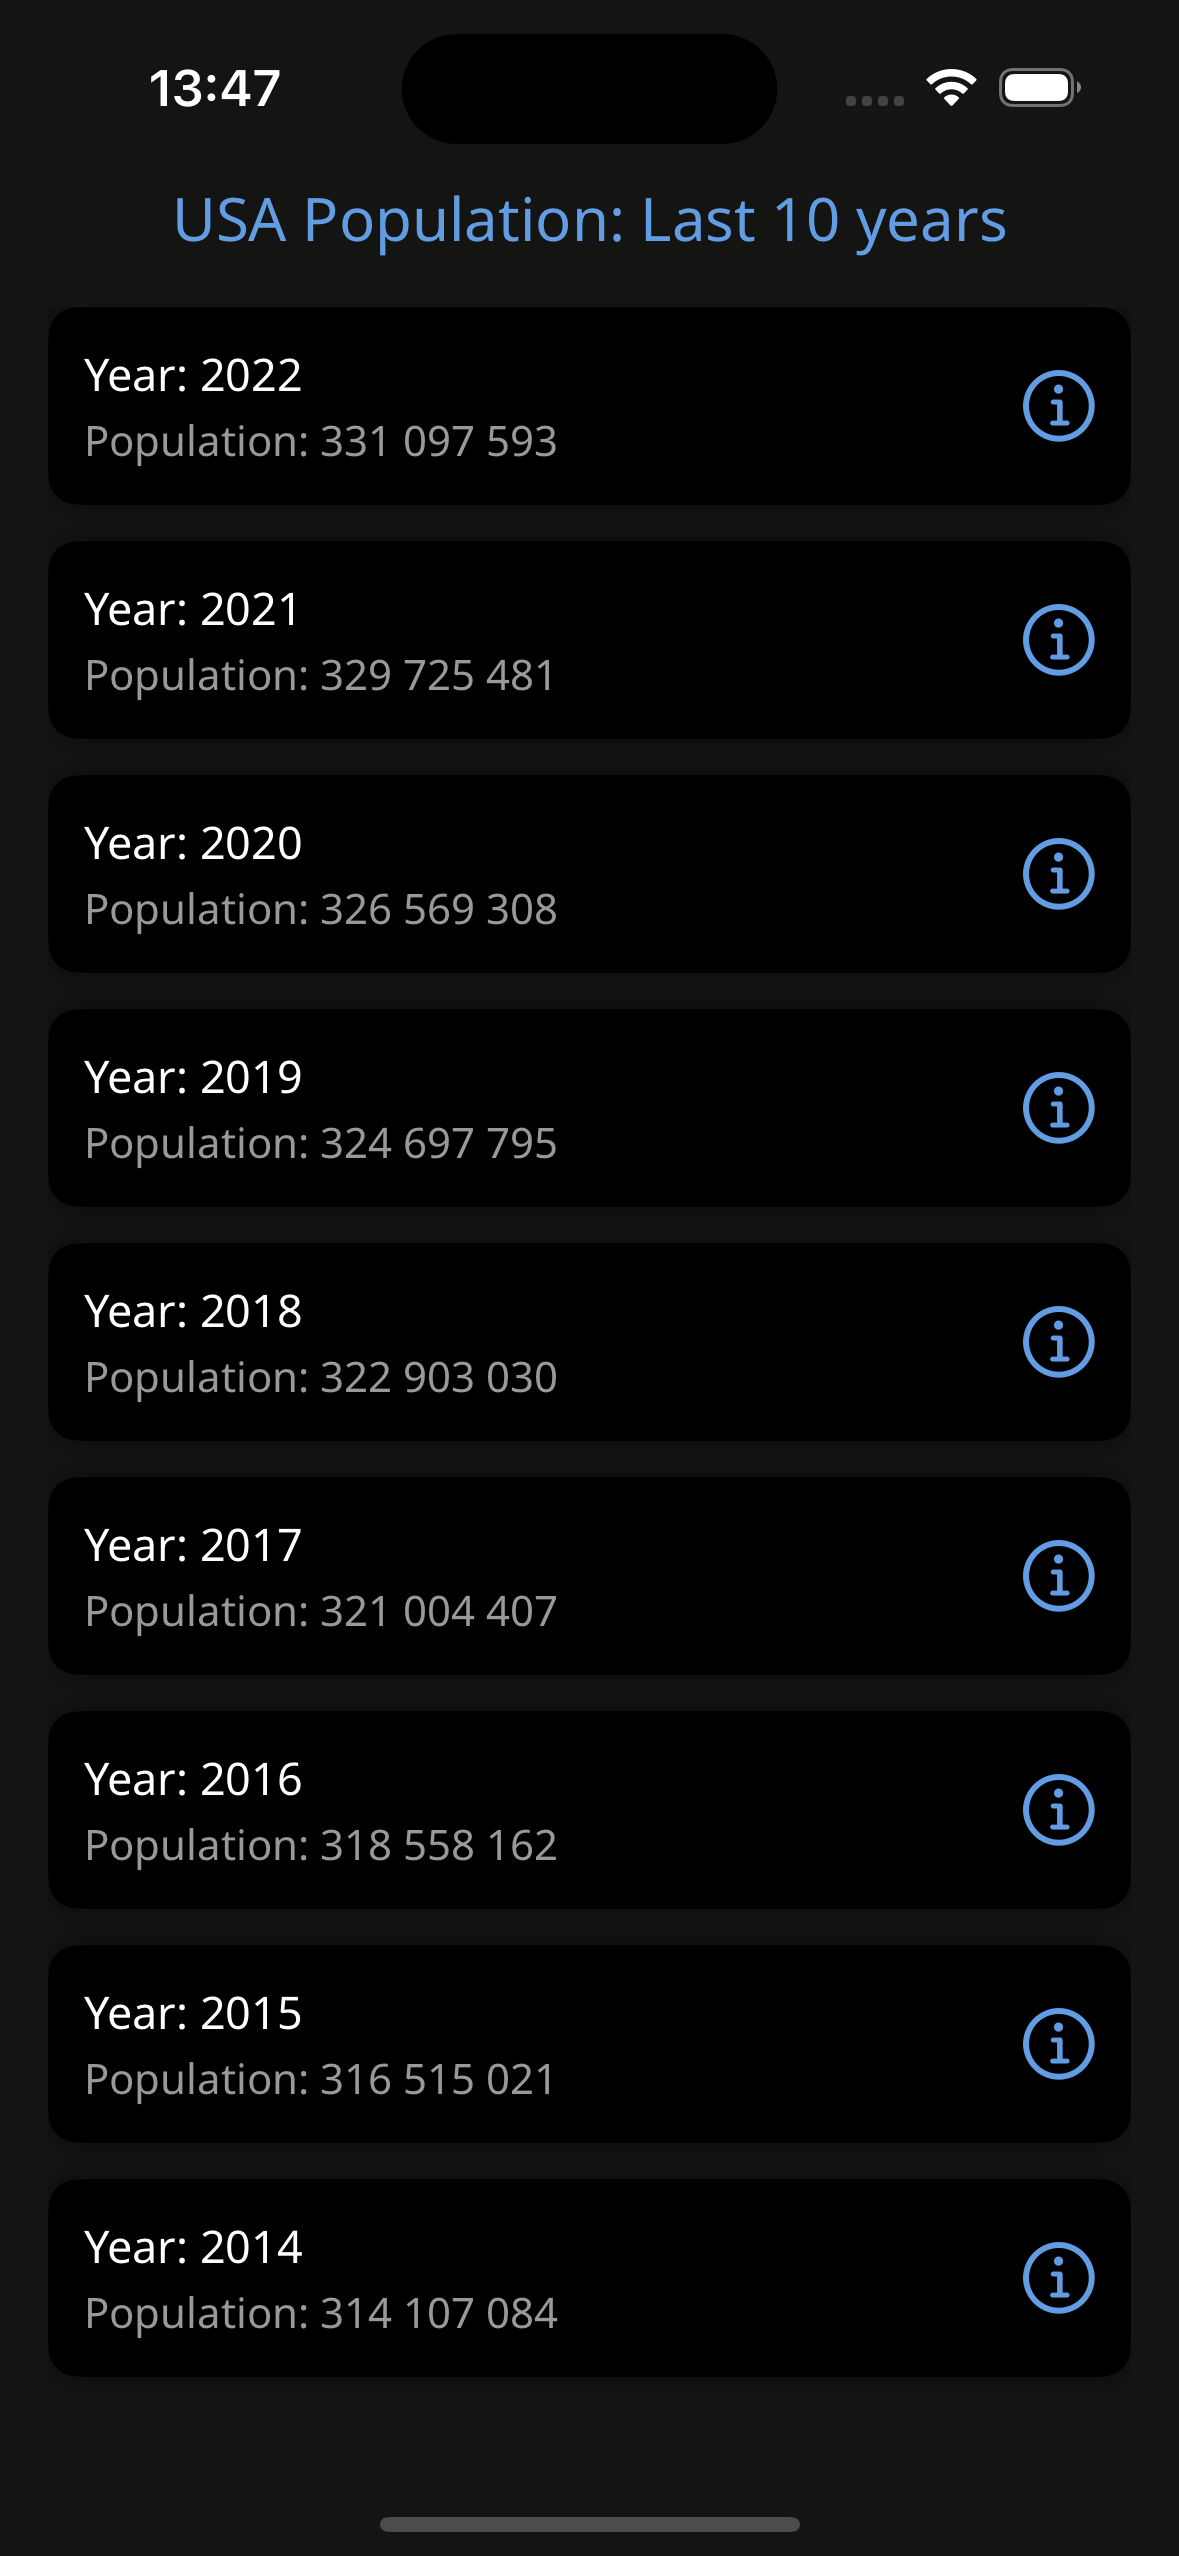 13:47
USA Population: Last 10 years
Year: 2022
Population: 331 097 593
Year: 2021
Population: 329 725 481
Year: 2020
Population: 326 569 308
Year: 2019
Population: 324 697 795
Year: 2018
Population: 322 903 030
Year: 2017
Population: 321 004 407
Year: 2016
Population: 318 558 162
Year: 2015
Population: 316 515 021
Year: 2014
Population: 314 107 084